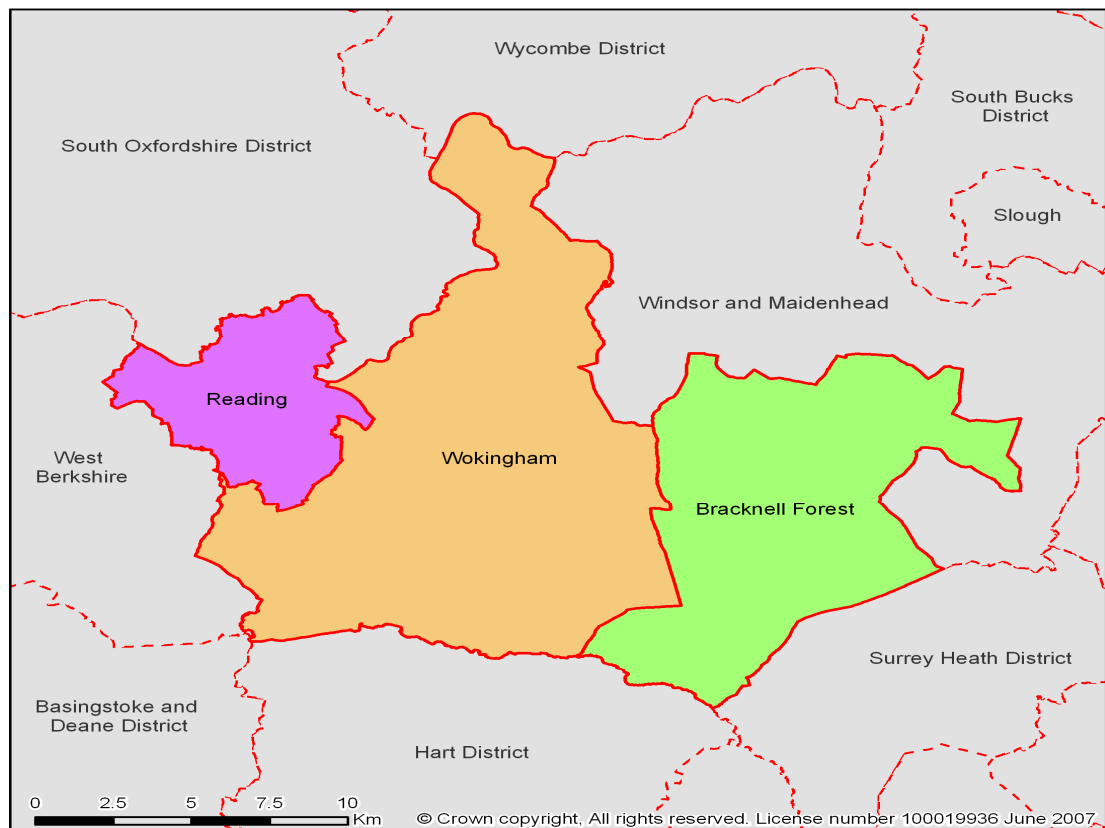 Wycombe District
South Bucks
District
South Oxfordshire District
Slough
Windsor and Maidenhead
Reading
West
Berkshire
Wokingham
Bracknell Forest
Surrey Heath District
Basingstoke and
Deane District
Hart District
0 2.5 5 7.5 10
Km
© Crown copyright, All rights reserved. License number 100019936 June 2007